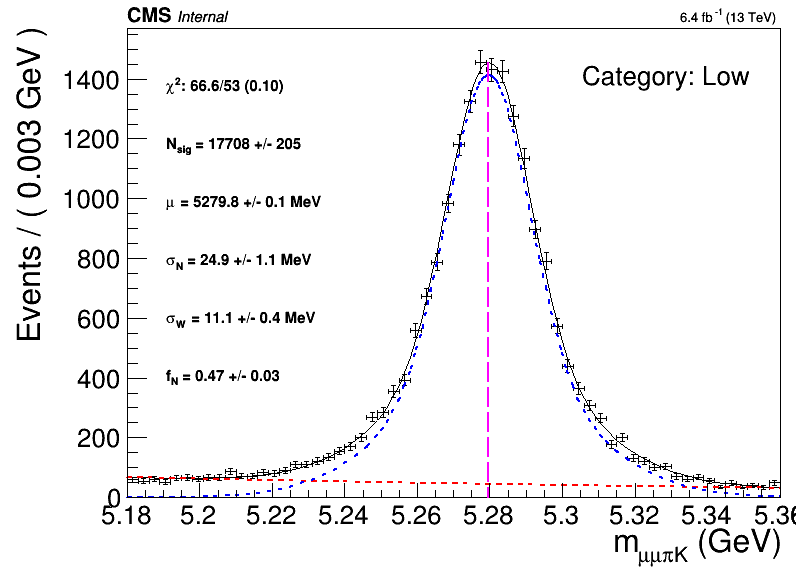 CMS Internal
6.4 fb⁻¹ (13 TeV)
Events / ( 0.003 GeV )
1400
1200
1000
800
600
400
200
0
χ²: 66.6/53 (0.10)
N_sig = 17708 +/- 205
μ = 5279.8 +/- 0.1 MeV
σ_N = 24.9 +/- 1.1 MeV
σ_W = 11.1 +/- 0.4 MeV
f_N = 0.47 +/- 0.03
Category: Low
5.18 5.2 5.22 5.24 5.26 5.28 5.3 5.32 5.34 5.36
m_μμπK (GeV)